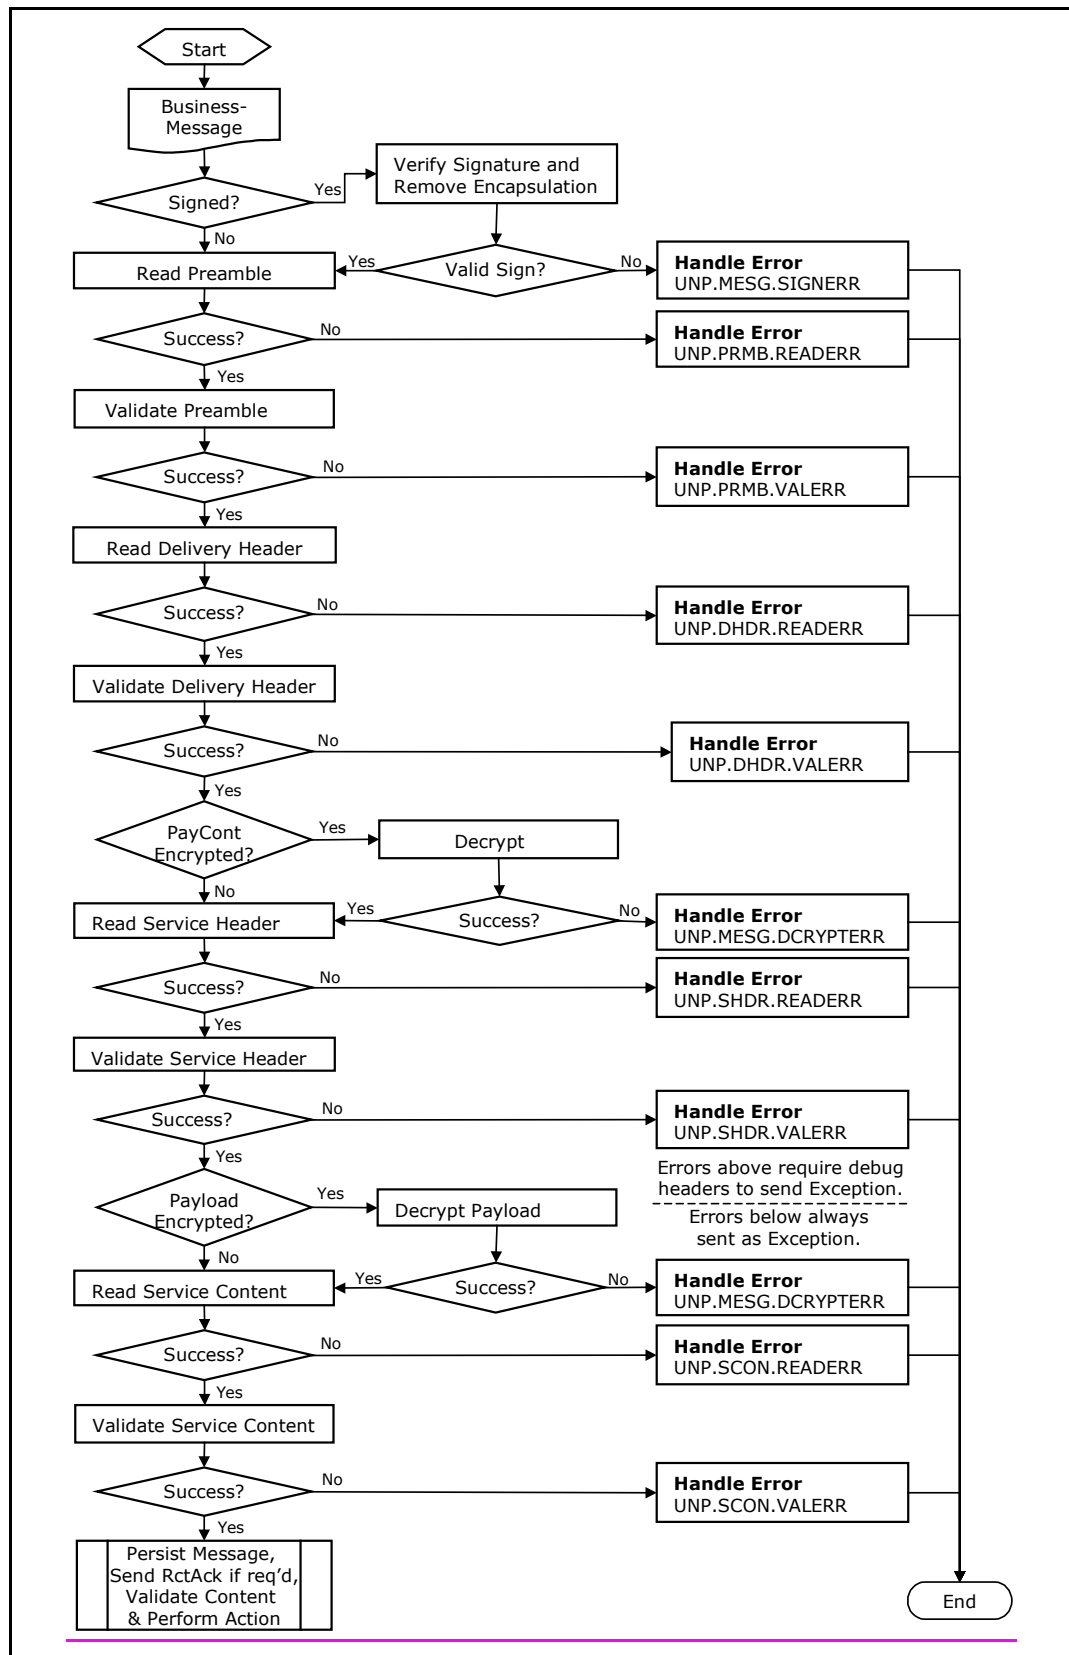 Start
Business-
Message
Signed?
Yes
Verify Signature and
Remove Encapsulation
No
Read Preamble
Yes
Valid Sign?
No
Handle Error
UNP.MESG.SIGNERR
Success?
No
Handle Error
UNP.PRMB.READERR
Yes
Validate Preamble
Success?
No
Handle Error
UNP.PRMB.VALERR
Yes
Read Delivery Header
Success?
No
Handle Error
UNP.DHDR.READERR
Yes
Validate Delivery Header
Success?
No
Handle Error
UNP.DHDR.VALERR
Yes
PayCont
Encrypted?
Yes
Decrypt
No
Read Service Header
Yes
Success?
No
Handle Error
UNP.MESG.DCRYPTERR
Success?
No
Handle Error
UNP.SHDR.READERR
Yes
Validate Service Header
Success?
No
Handle Error
UNP.SHDR.VALERR
Yes
Errors above require debug
headers to send Exception.
Errors below always
sent as Exception.
Payload
Encrypted?
Yes
Decrypt Payload
No
Read Service Content
Yes
Success?
No
Handle Error
UNP.MESG.DCRYPTERR
Success?
No
Handle Error
UNP.SCON.READERR
Yes
Validate Service Content
Success?
No
Handle Error
UNP.SCON.VALERR
Yes
Persist Message,
Send RctAck if req’d,
Validate Content
& Perform Action
End